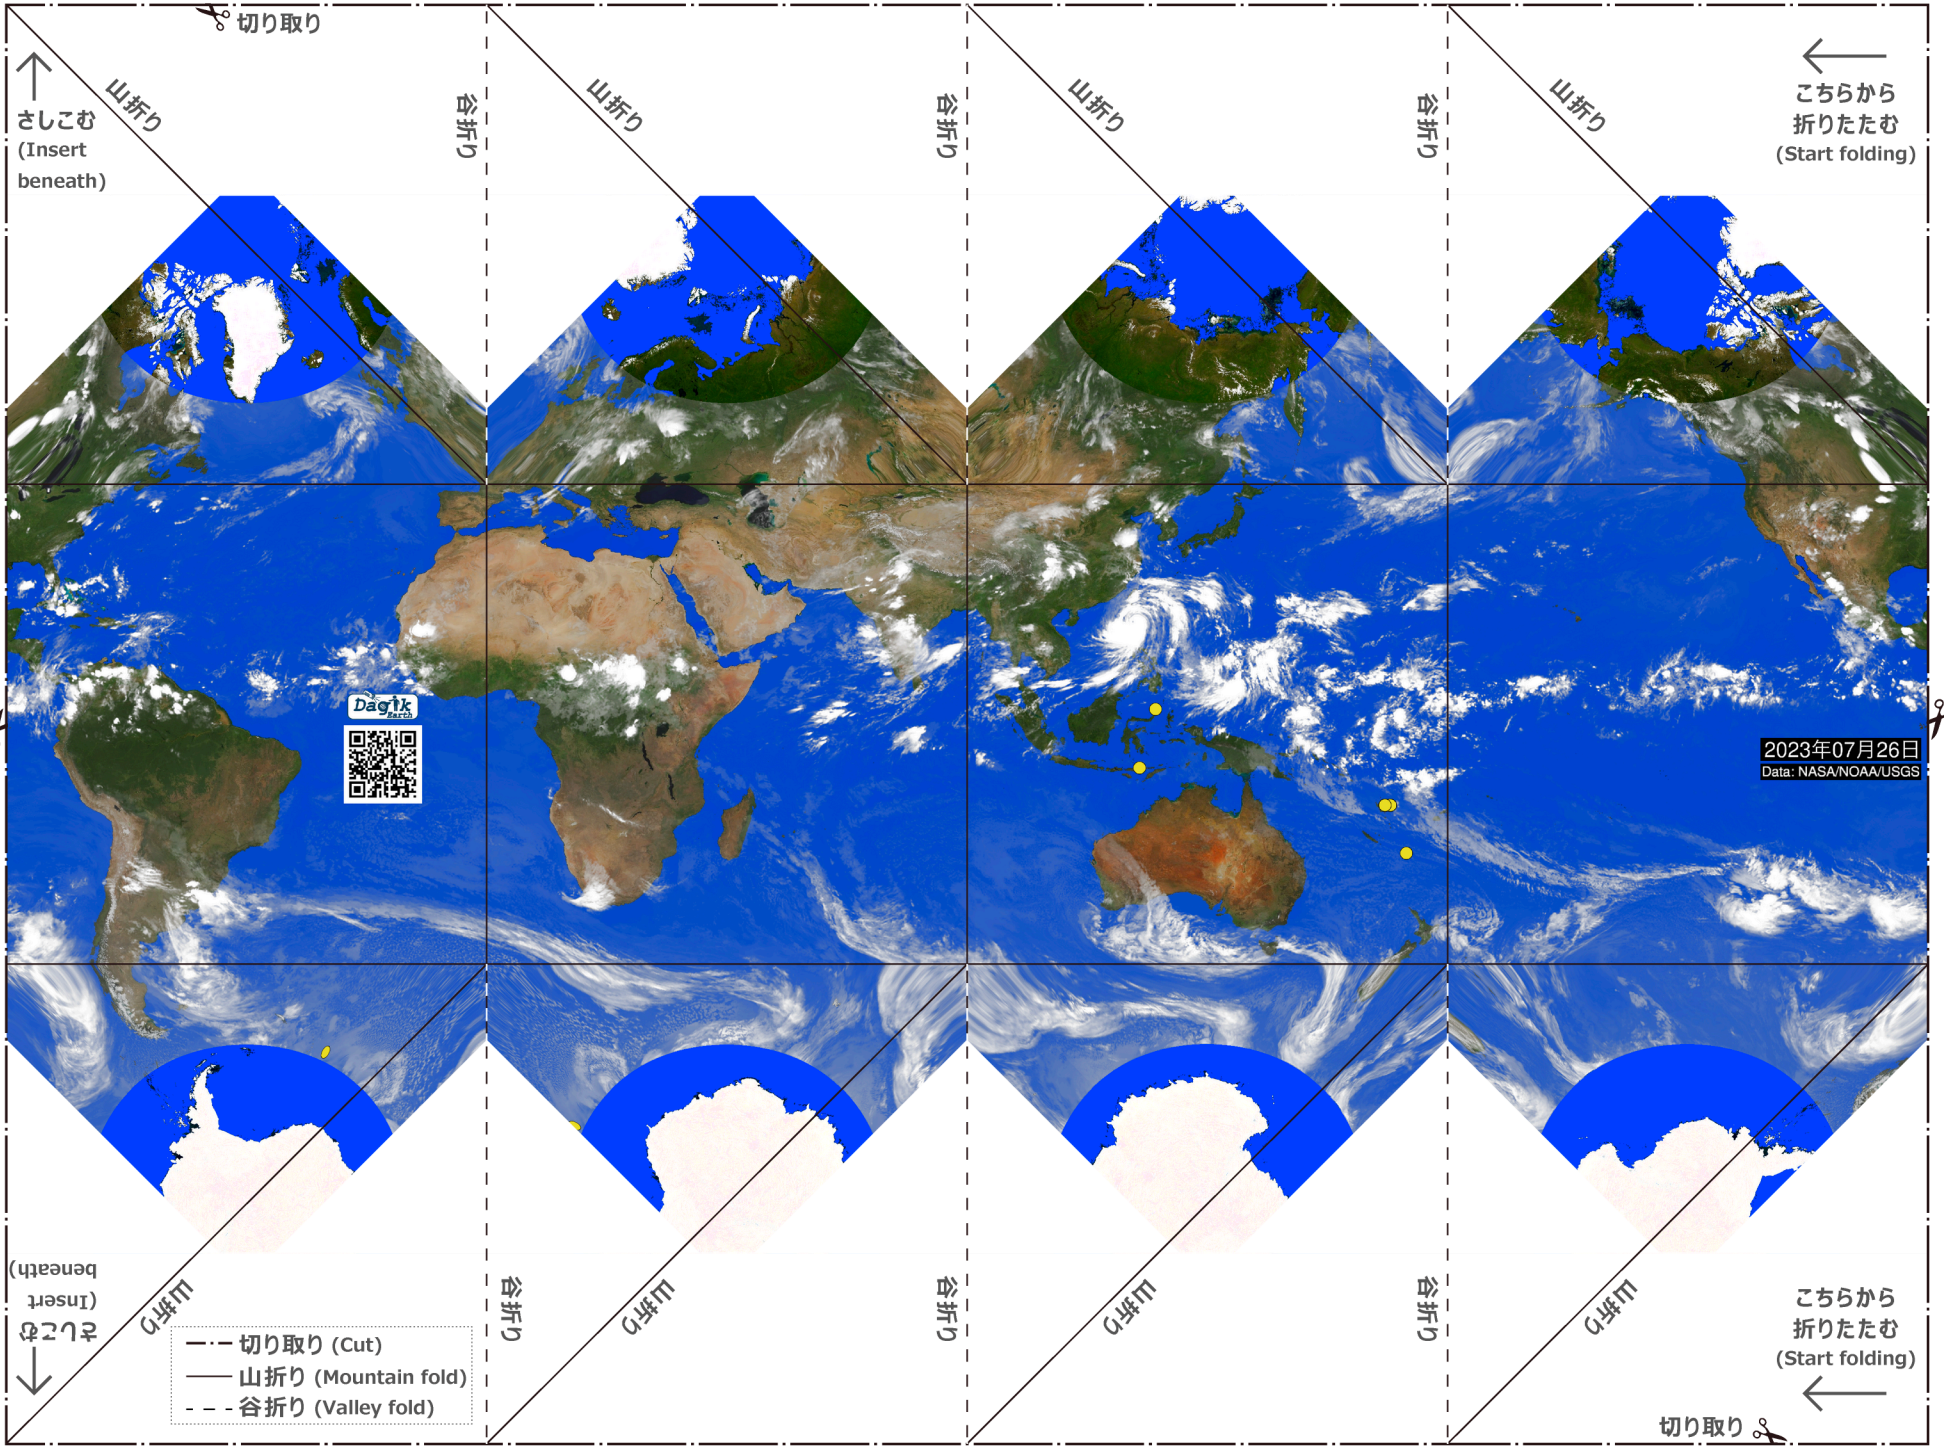 切り取り
山折り
谷折り
山折り
谷折り
山折り
谷折り
山折り
こちらから
折りたたむ
(Start folding)
さしこむ
(Insert
beneath)
Dagik
Earth
2023年07月26日
Data: NASA/NOAA/USGS
さしこむ
(Insert
beneath)
山折り
谷折り
山折り
谷折り
山折り
谷折り
山折り
こちらから
折りたたむ
(Start folding)
切り取り (Cut)
山折り (Mountain fold)
谷折り (Valley fold)
切り取り